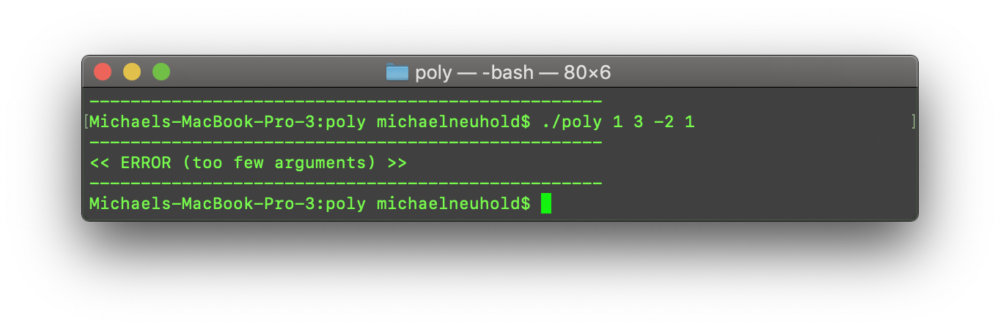 poly — -bash — 80×6
--------------------------------------------------
[Michaels-MacBook-Pro-3:poly michaelneuhold$ ./poly 1 3 -2 1 ]
--------------------------------------------------
<< ERROR (too few arguments) >>
--------------------------------------------------
Michaels-MacBook-Pro-3:poly michaelneuhold$